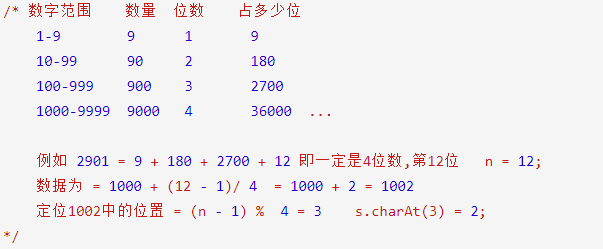 /* 数字范围    数量  位数    占多少位
    1-9        9      1       9
    10-99      90     2       180
    100-999    900    3       2700
    1000-9999  9000   4       36000  ...
    例如 2901 = 9 + 180 + 2700 + 12 即一定是4位数,第12位   n = 12;
    数据为 = 1000 + (12 - 1)/ 4  = 1000 + 2 = 1002
    定位1002中的位置 = (n - 1) %  4 = 3    s.charAt(3) = 2;
*/